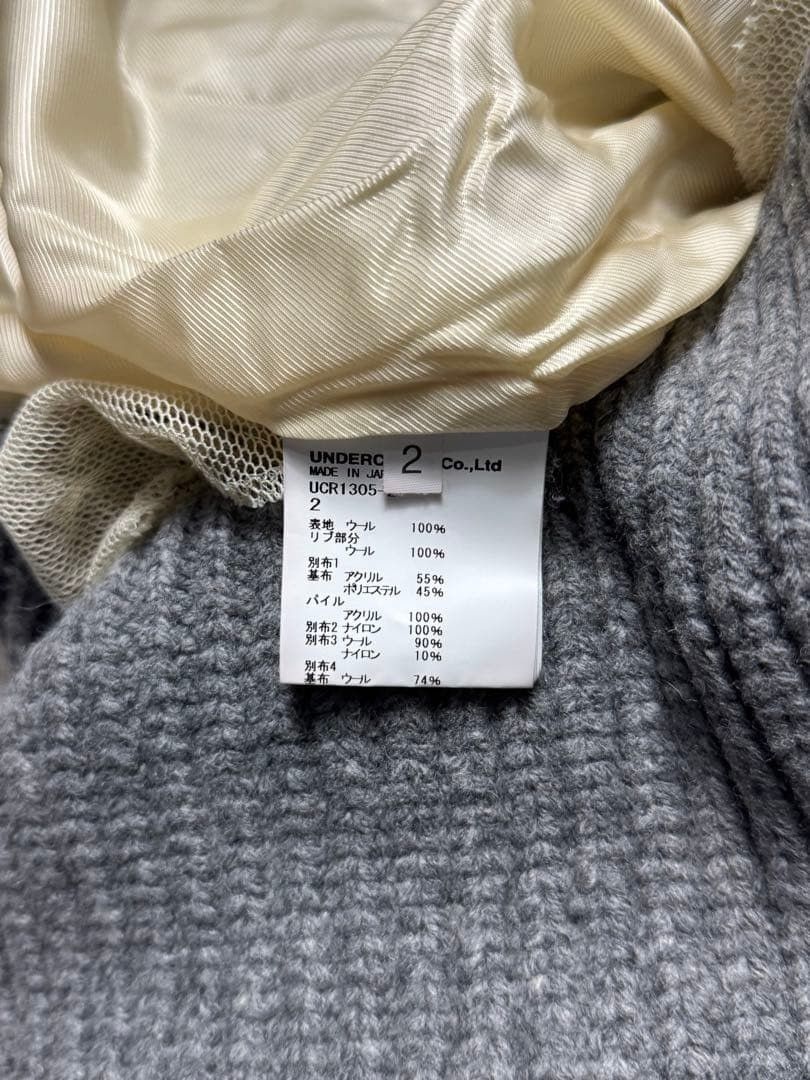 UNDERC
2
Co.,Ltd
MADE IN JAP
UCR1305-
2
表地 ウール 100%
リブ部分
ウール 100%
別布1
基布 アクリル 55%
ポリエステル 45%
パイル
アクリル 100%
別布2 ナイロン 100%
別布3 ウール 90%
ナイロン 10%
別布4
基布 ウール 74%